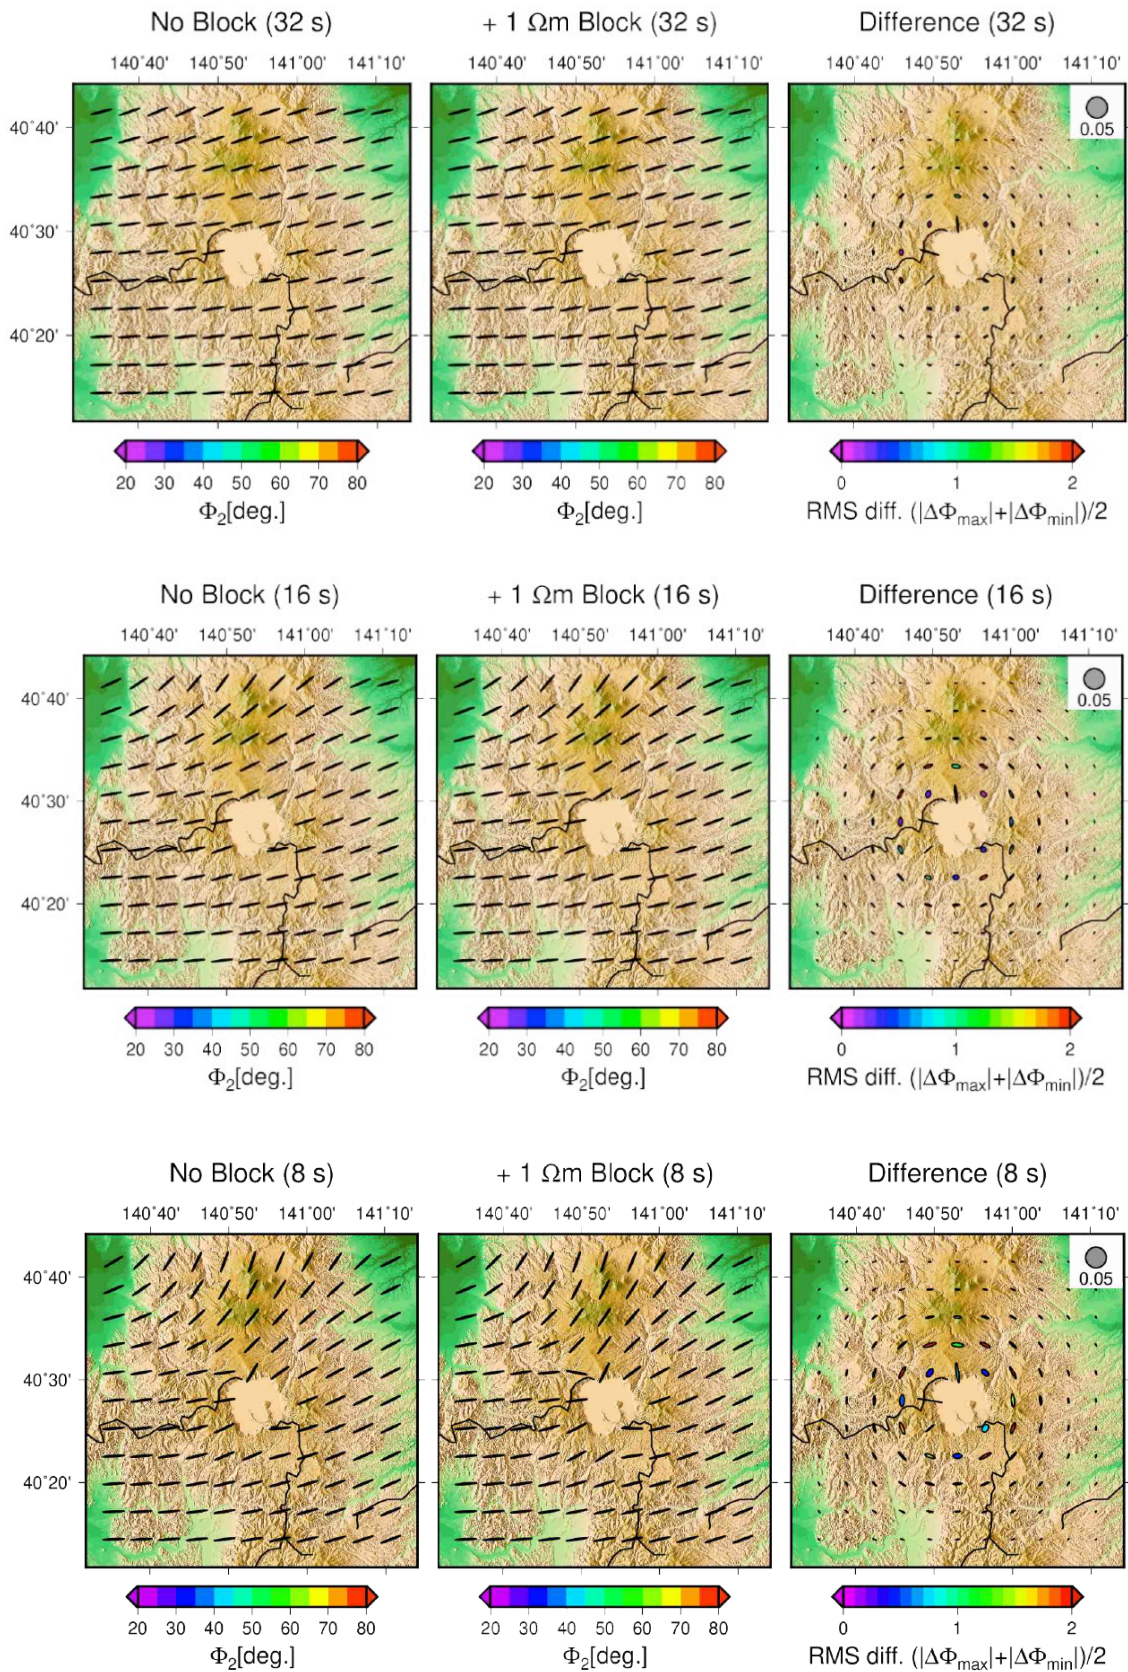 No Block (32 s) + 1 Ωm Block (32 s) Difference (32 s)
140˚40' 140˚50' 141˚00' 141˚10' 140˚40' 140˚50' 141˚00' 141˚10' 140˚40' 140˚50' 141˚00' 141˚10'
40˚40'
0.05
40˚30'
40˚20'
20 30 40 50 60 70 80 20 30 40 50 60 70 80 0 1 2
Φ2[deg.] Φ2[deg.] RMS diff. (|ΔΦmax|+|ΔΦmin|)/2
No Block (16 s) + 1 Ωm Block (16 s) Difference (16 s)
140˚40' 140˚50' 141˚00' 141˚10' 140˚40' 140˚50' 141˚00' 141˚10' 140˚40' 140˚50' 141˚00' 141˚10'
40˚40'
0.05
40˚30'
40˚20'
20 30 40 50 60 70 80 20 30 40 50 60 70 80 0 1 2
Φ2[deg.] Φ2[deg.] RMS diff. (|ΔΦmax|+|ΔΦmin|)/2
No Block (8 s) + 1 Ωm Block (8 s) Difference (8 s)
140˚40' 140˚50' 141˚00' 141˚10' 140˚40' 140˚50' 141˚00' 141˚10' 140˚40' 140˚50' 141˚00' 141˚10'
40˚40'
0.05
40˚30'
40˚20'
20 30 40 50 60 70 80 20 30 40 50 60 70 80 0 1 2
Φ2[deg.] Φ2[deg.] RMS diff. (|ΔΦmax|+|ΔΦmin|)/2